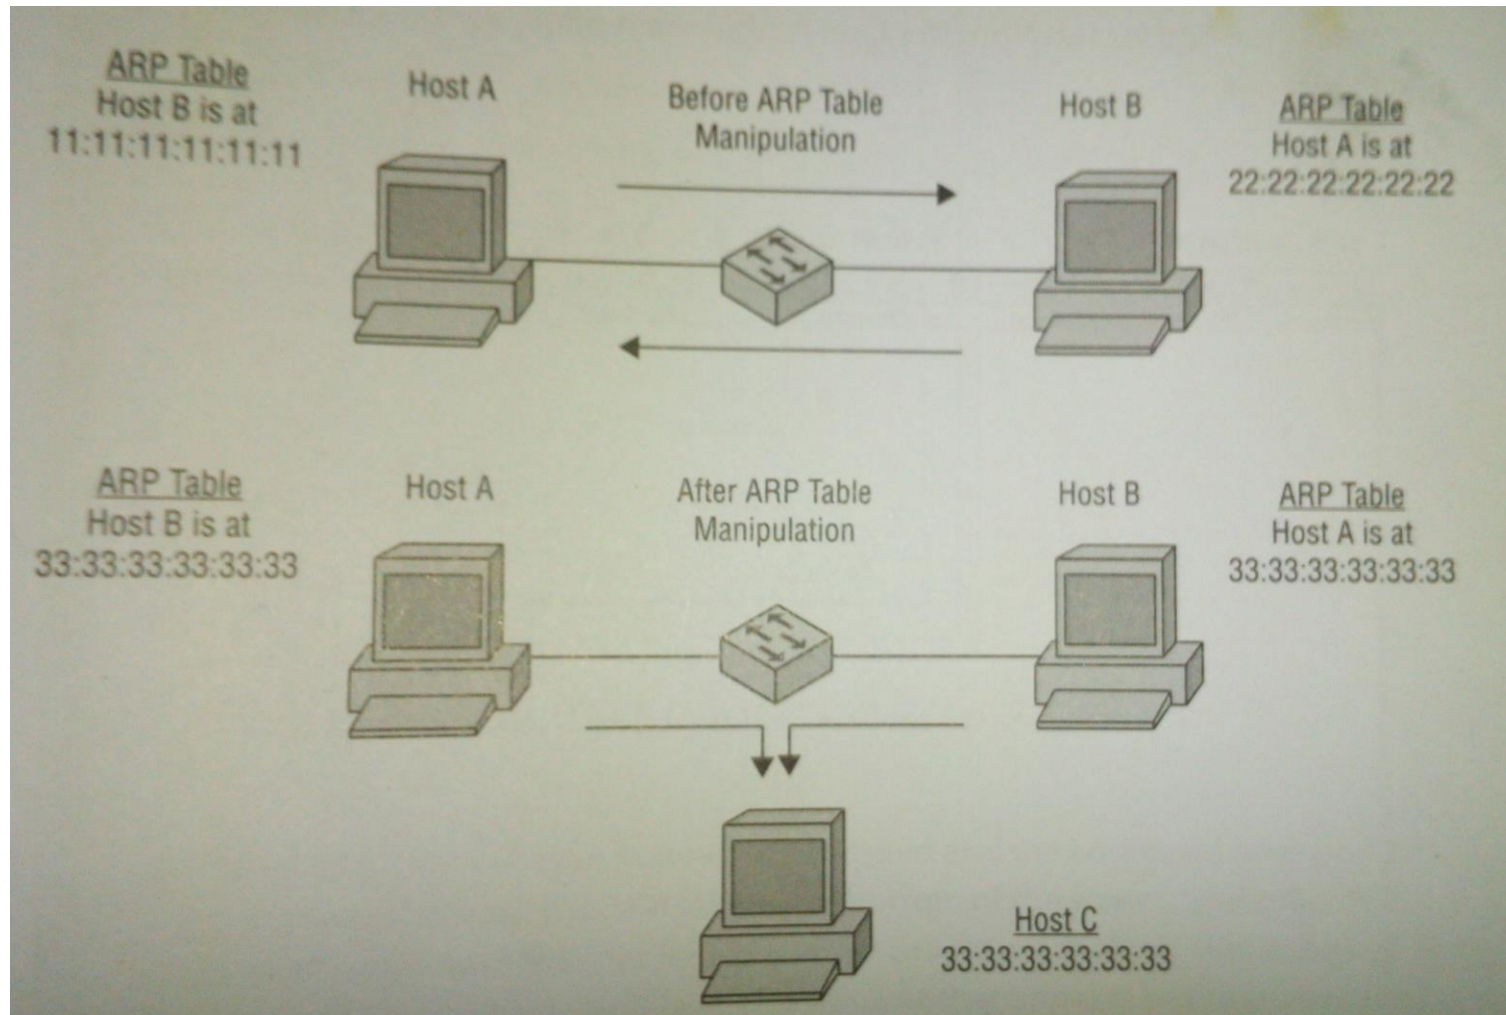 ARP Table
Host B is at
11:11:11:11:11:11
Host A
Before ARP Table
Manipulation
Host B
ARP Table
Host A is at
22:22:22:22:22:22
ARP Table
Host B is at
33:33:33:33:33:33
Host A
After ARP Table
Manipulation
Host B
ARP Table
Host A is at
33:33:33:33:33:33
Host C
33:33:33:33:33:33